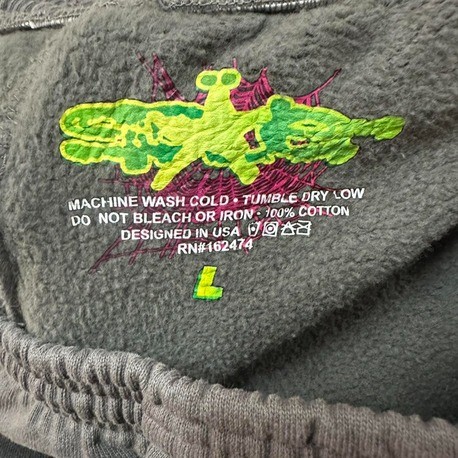 MACHINE WASH COLD • TUMBLE DRY LOW
DO NOT BLEACH OR IRON • 100% COTTON
DESIGNED IN USA
RN#162474
L